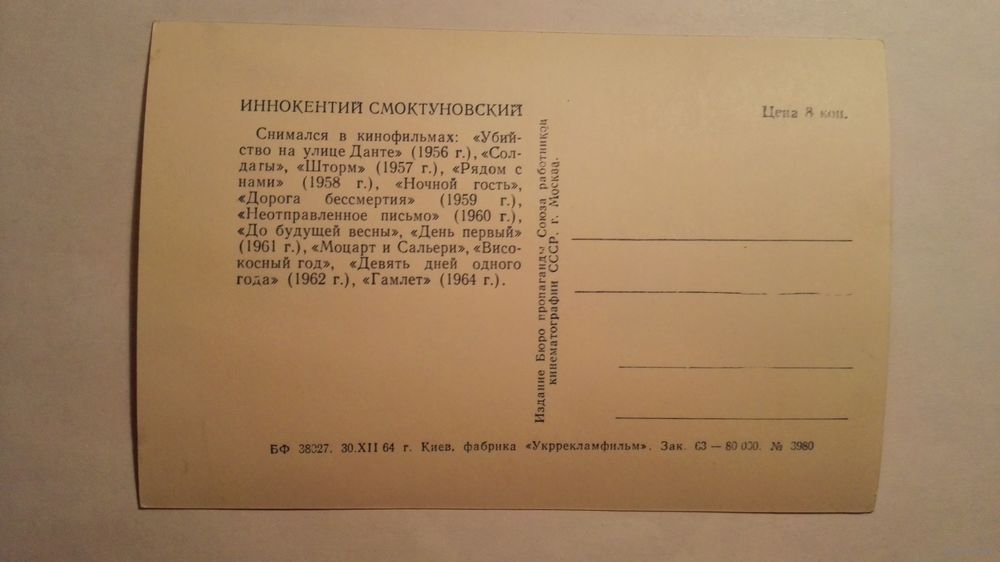 ИННОКЕНТИЙ СМОКТУНОВСКИЙ
Снимался в кинофильмах: «Убий-
ство на улице Данте» (1956 г.), «Сол-
даты», «Шторм» (1957 г.), «Рядом с
нами» (1958 г.), «Ночной гость»,
«Дорога бессмертия» (1959 г.),
«Неотправленное письмо» (1960 г.),
«До будущей весны», «День первый»
(1961 г.), «Моцарт и Сальери», «Висо-
косный год», «Девять дней одного
года» (1962 г.), «Гамлет» (1964 г.).
Издание Бюро пропаганды Союза работников
кинематографии СССР. г. Москва.
Цена 8 коп.
БФ 30.XII 64 г. Киев, фабрика «Укррекламфильм». Зак. 63 — 80 000. № 3980